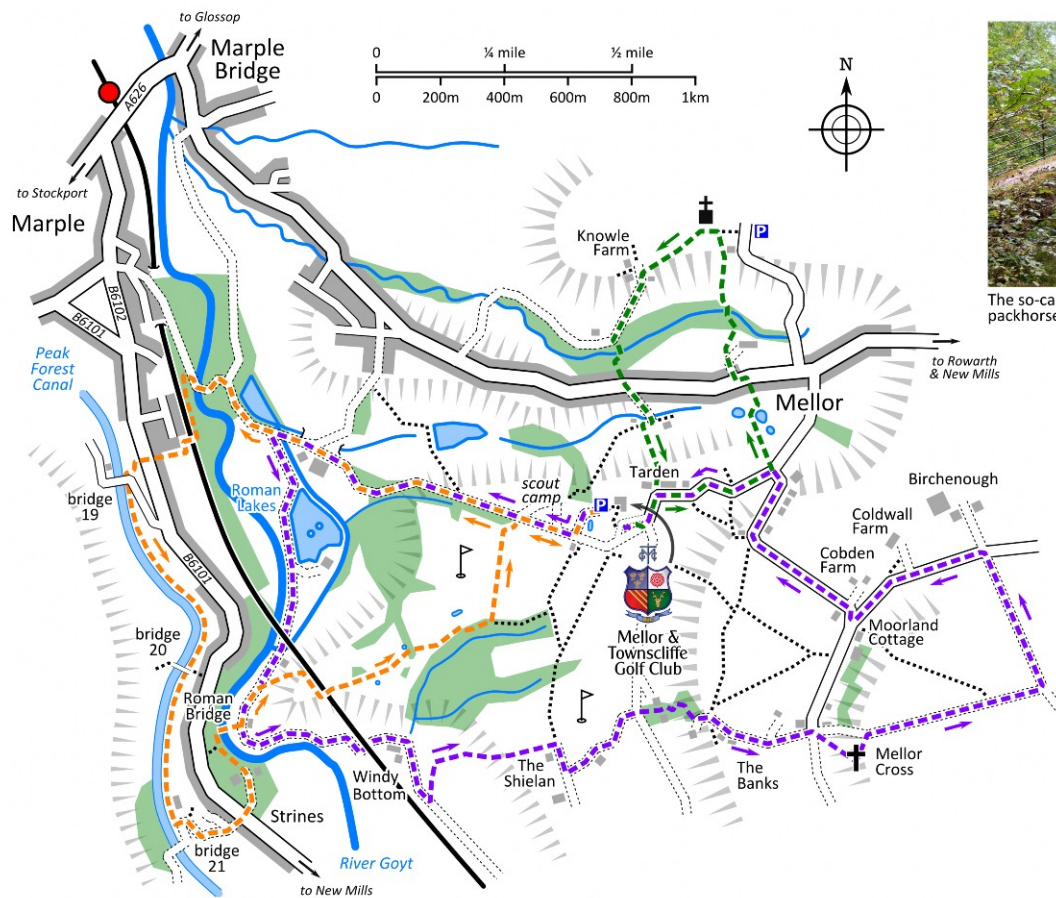 to Glossop
Marple
Bridge
A626
to Stockport
Marple
0
¼ mile
½ mile
0
200m
400m
600m
800m
1km
N
The so-ca
packhorse
Knowle
Farm
P
B6102
B6101
Peak
Forest
Canal
to Rowarth
& New Mills
Mellor
Tarden
scout
camp
P
Roman
Lakes
bridge
19
B6101
Birchenough
Coldwall
Farm
Cobden
Farm
Moorland
Cottage
Mellor &
Townscliffe
Golf Club
bridge
20
Roman
Bridge
Windy
Bottom
The
Shielan
The
Banks
Mellor
Cross
Strines
bridge
21
River Goyt
to New Mills